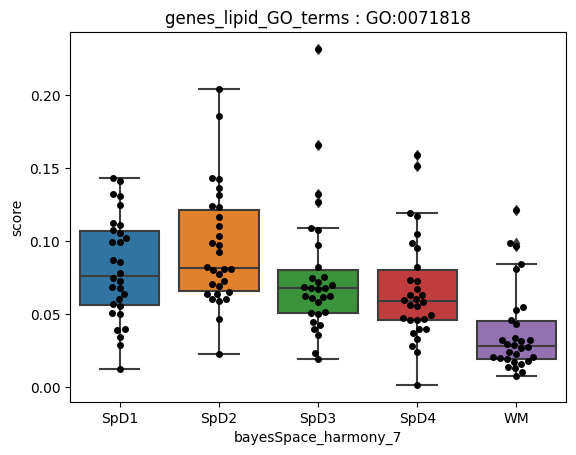 genes_lipid_GO_terms : GO:0071818
score
0.20
0.15
0.10
0.05
0.00
SpD1 SpD2 SpD3 SpD4 WM
bayesSpace_harmony_7